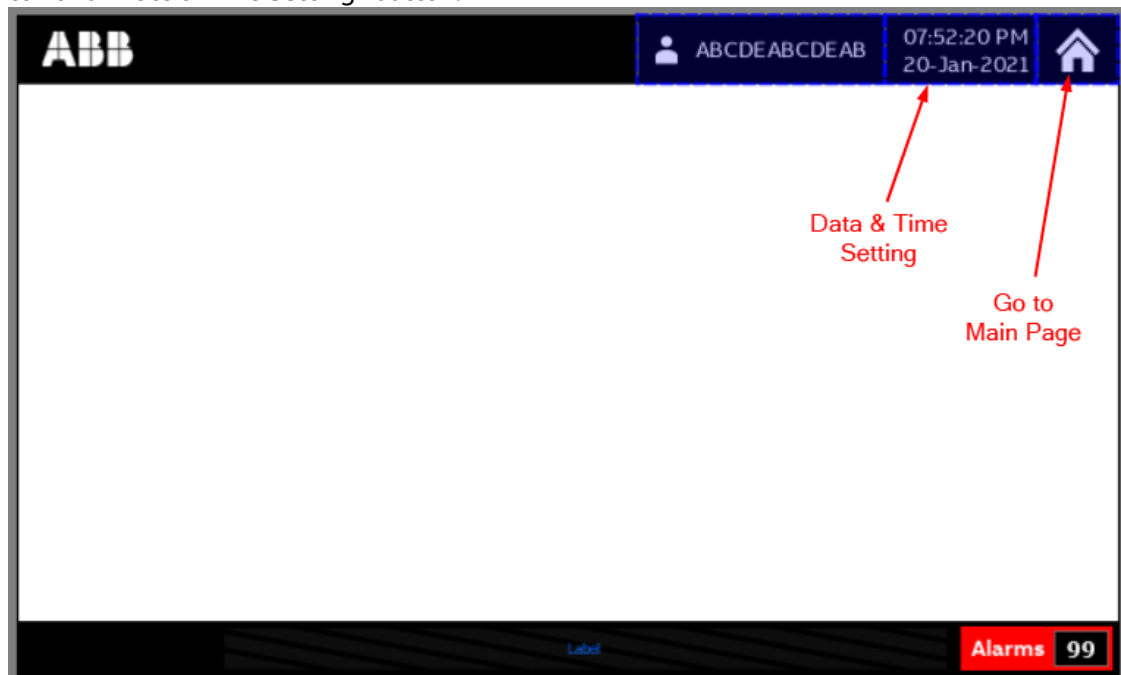 ABB
ABCDEABCDEAB
07:52:20 PM
20-Jan-2021
Data & Time
Setting
Go to
Main Page
Label
Alarms 99